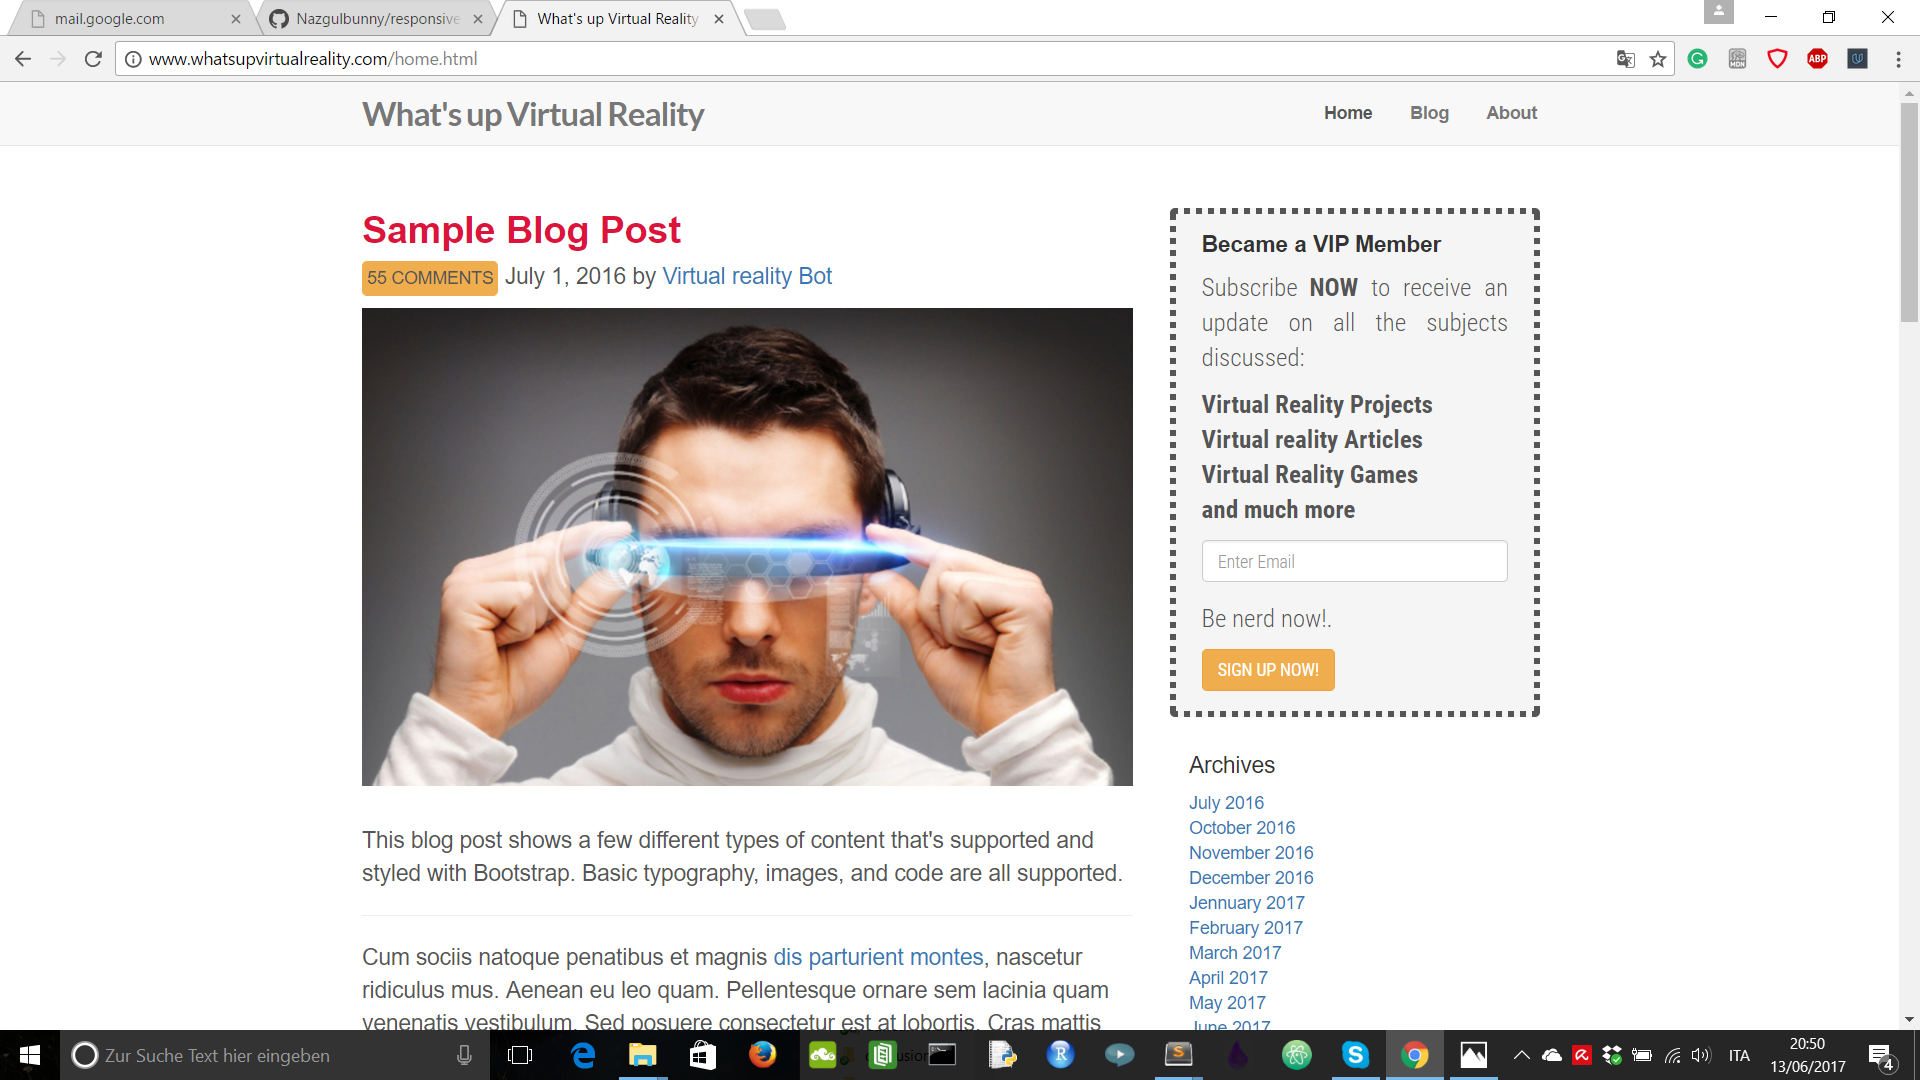 mail.google.com
Nazgulbunny/responsive
What's up Virtual Reality
www.whatsupvirtualreality.com/home.html
What's up Virtual Reality
Home Blog About
Sample Blog Post
55 COMMENTS July 1, 2016 by Virtual reality Bot
This blog post shows a few different types of content that's supported and
styled with Bootstrap. Basic typography, images, and code are all supported.
Cum sociis natoque penatibus et magnis dis parturient montes, nascetur
ridiculus mus. Aenean eu leo quam. Pellentesque ornare sem lacinia quam
venenatis vestibulum. Sed posuere consectetur est at lobortis. Cras mattis
Became a VIP Member
Subscribe NOW to receive an
update on all the subjects
discussed:
Virtual Reality Projects
Virtual reality Articles
Virtual Reality Games
and much more
Enter Email
Be nerd now!.
SIGN UP NOW!
Archives
July 2016
October 2016
November 2016
December 2016
Jennuary 2017
February 2017
March 2017
April 2017
May 2017
June 2017
Zur Suche Text hier eingeben
ITA
20:50
13/06/2017
4
ABP
MDN